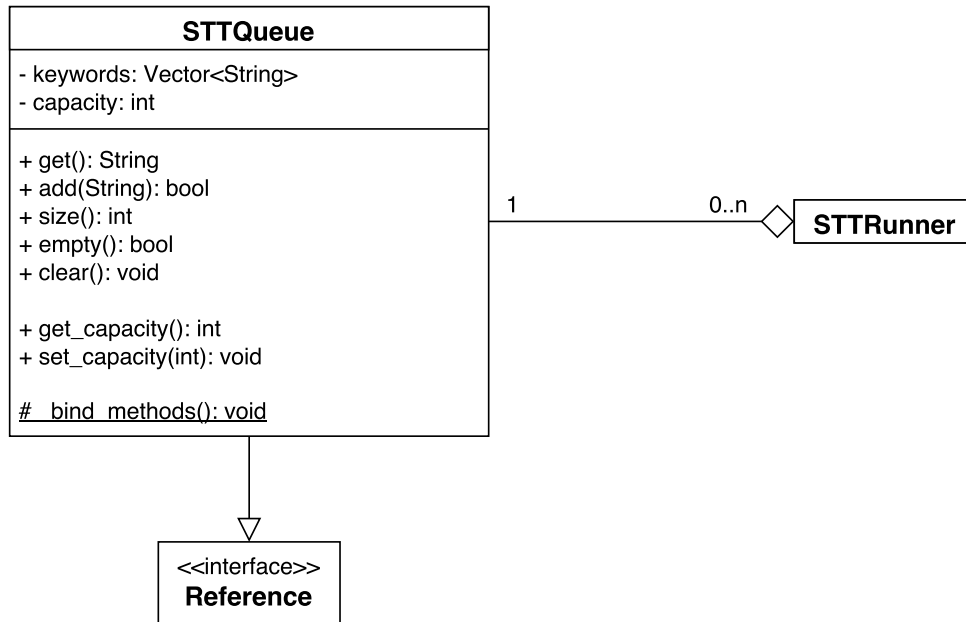 STTQueue
- keywords: Vector<String>
- capacity: int
+ get(): String
+ add(String): bool
+ size(): int
+ empty(): bool
+ clear(): void
+ get_capacity(): int
+ set_capacity(int): void
# _bind_methods(): void
1
0..n
STTRunner
<<interface>>
Reference